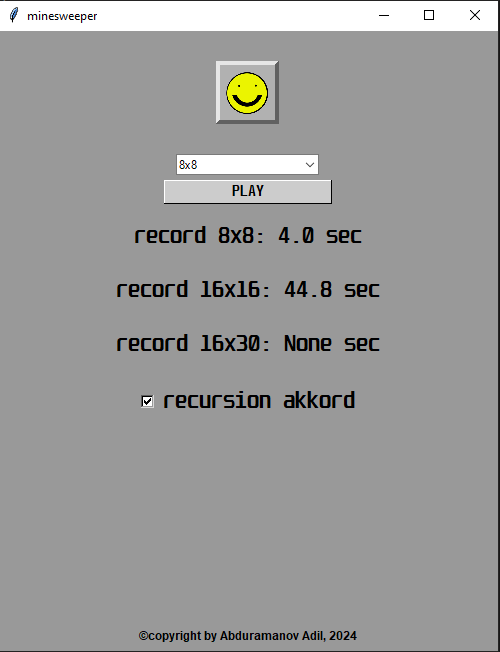 minesweeper
8x8
PLAY
record 8x8: 4.0 sec
record 16x16: 44.8 sec
record 16x30: None sec
recursion akkord
©copyright by Abduramanov Adil, 2024